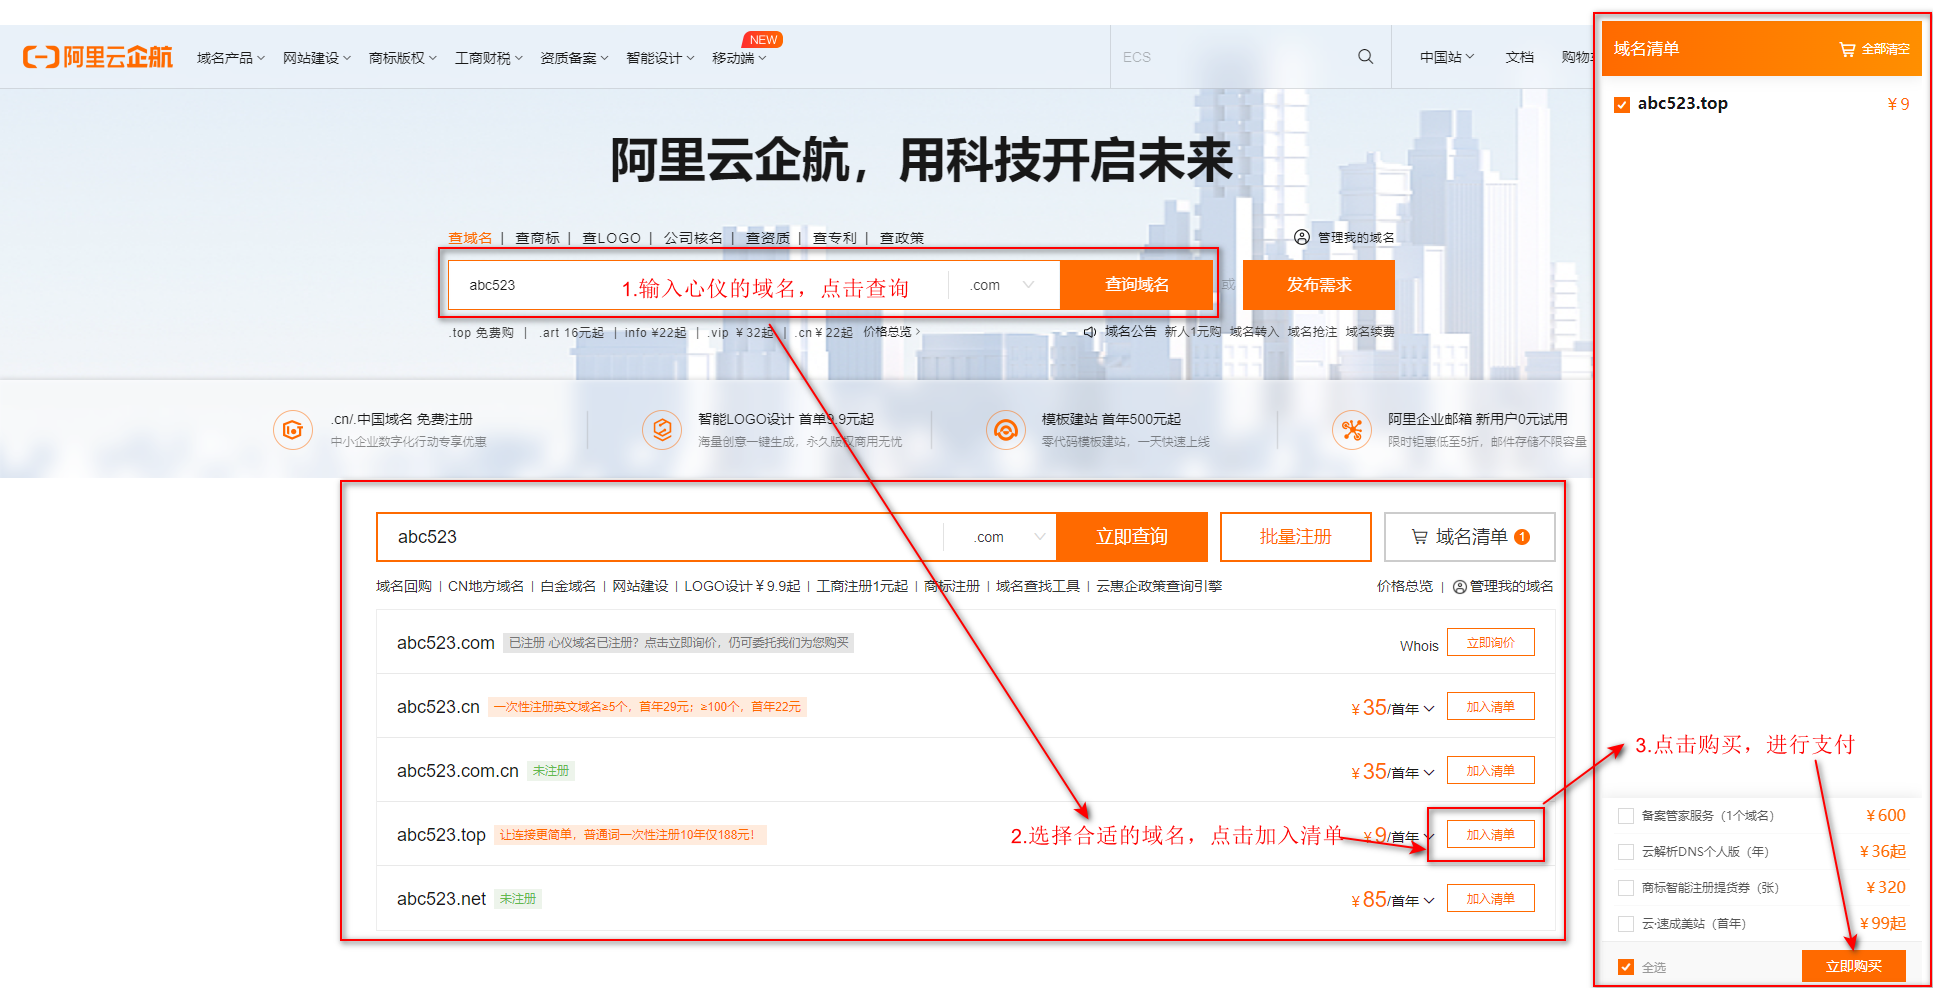 阿里云企航
域名产品
网站建设
商标版权
工商财税
资质备案
智能设计
移动端
NEW
ECS
中国站
文档
购物
阿里云企航，用科技开启未来
查域名 | 查商标 | 查LOGO | 公司核名 | 查资质 | 查专利 | 查政策
管理我的域名
abc523
1.输入心仪的域名，点击查询
.com
查询域名
或
发布需求
.top 免费购 | .art 16元起 | info ¥22起 | .vip ¥32起 | .cn¥22起 价格总览
域名公告 新人1元购 域名转入 域名抢注 域名续费
.cn/.中国域名 免费注册
中小企业数字化行动专享优惠
智能LOGO设计 首单9.9元起
海量创意一键生成，永久版权商用无忧
模板建站 首年500元起
零代码模板建站，一天快速上线
阿里企业邮箱 新用户0元试用
限时钜惠低至5折，邮件存储不限容量
abc523
.com
立即查询
批量注册
域名清单 1
域名回购 | CN地方域名 | 白金域名 | 网站建设 | LOGO设计¥9.9起 | 工商注册1元起 | 商标注册 | 域名查找工具 | 云惠企政策查询引擎
价格总览 | 管理我的域名
abc523.com 已注册 心仪域名已注册？点击立即询价，仍可委托我们为您购买
Whois 立即询价
abc523.cn 一次性注册英文域名≥5个，首年29元；≥100个，首年22元
¥35/首年 加入清单
abc523.com.cn 未注册
¥35/首年 加入清单
abc523.top 让连接更简单，普通词一次性注册10年仅188元！
2.选择合适的域名，点击加入清单
¥9/首年 加入清单
abc523.net 未注册
¥85/首年 加入清单
域名清单
全部清空
abc523.top ¥9
3.点击购买，进行支付
备案管家服务（1个域名） ¥600
云解析DNS个人版（年） ¥36起
商标智能注册提货券（张） ¥320
云·速成美站（首年） ¥99起
全选
立即购买